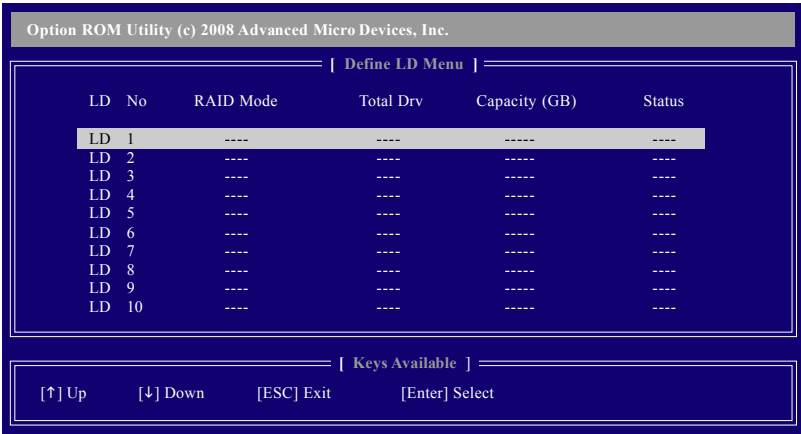 Option ROM Utility (c) 2008 Advanced Micro Devices, Inc.
[ Define LD Menu ]
LD No RAID Mode Total Drv Capacity (GB) Status
LD 1 ---- ---- ----- ----
LD 2 ---- ---- ----- ----
LD 3 ---- ---- ----- ----
LD 4 ---- ---- ----- ----
LD 5 ---- ---- ----- ----
LD 6 ---- ---- ----- ----
LD 7 ---- ---- ----- ----
LD 8 ---- ---- ----- ----
LD 9 ---- ---- ----- ----
LD 10 ---- ---- ----- ----
[ Keys Available ]
[↑] Up [↓] Down [ESC] Exit [Enter] Select